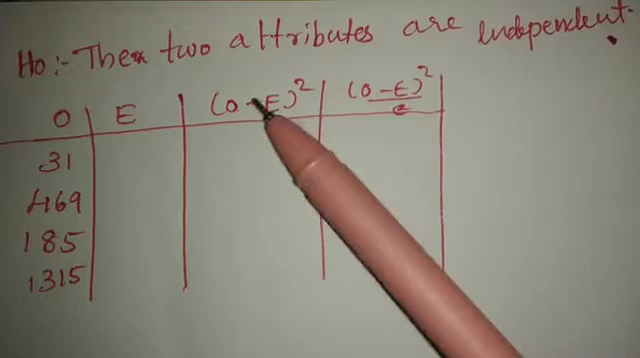 Ho:- The two attributes are independent.
O E (O-E)² (O-E)²/E
31
469
185
1315